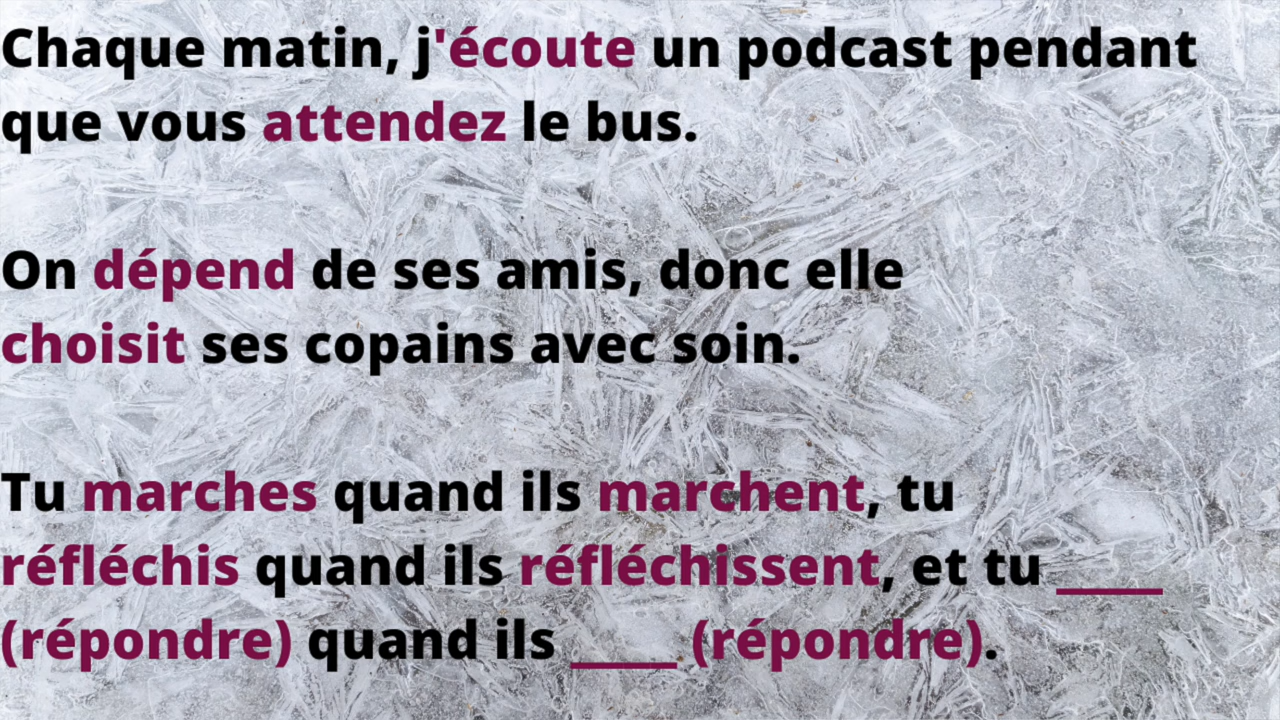 Chaque matin, j'écoute un podcast pendant
que vous attendez le bus.
On dépend de ses amis, donc elle
choisit ses copains avec soin.
Tu marches quand ils marchent, tu
réfléchis quand ils réfléchissent, et tu _____
(répondre) quand ils _____ (répondre).